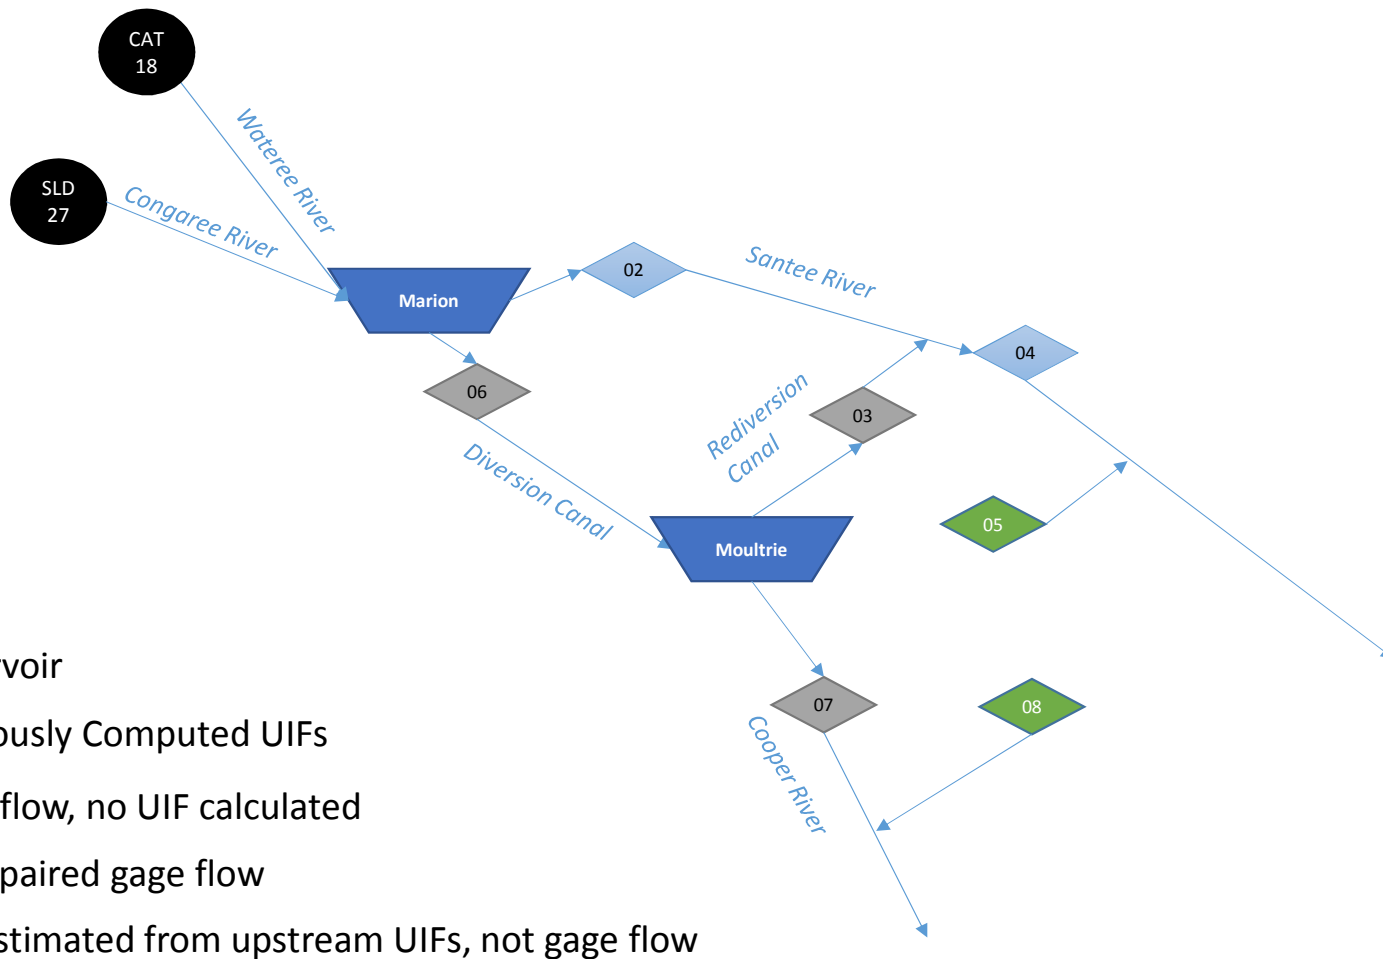 CAT
18
Wateree River
SLD
27
Congaree River
Marion
02
Santee River
04
06
Rediversion
Canal
03
Diversion Canal
05
Moultrie
07
08
Cooper River
rvoir
ously Computed UIFs
flow, no UIF calculated
paired gage flow
stimated from upstream UIFs, not gage flow